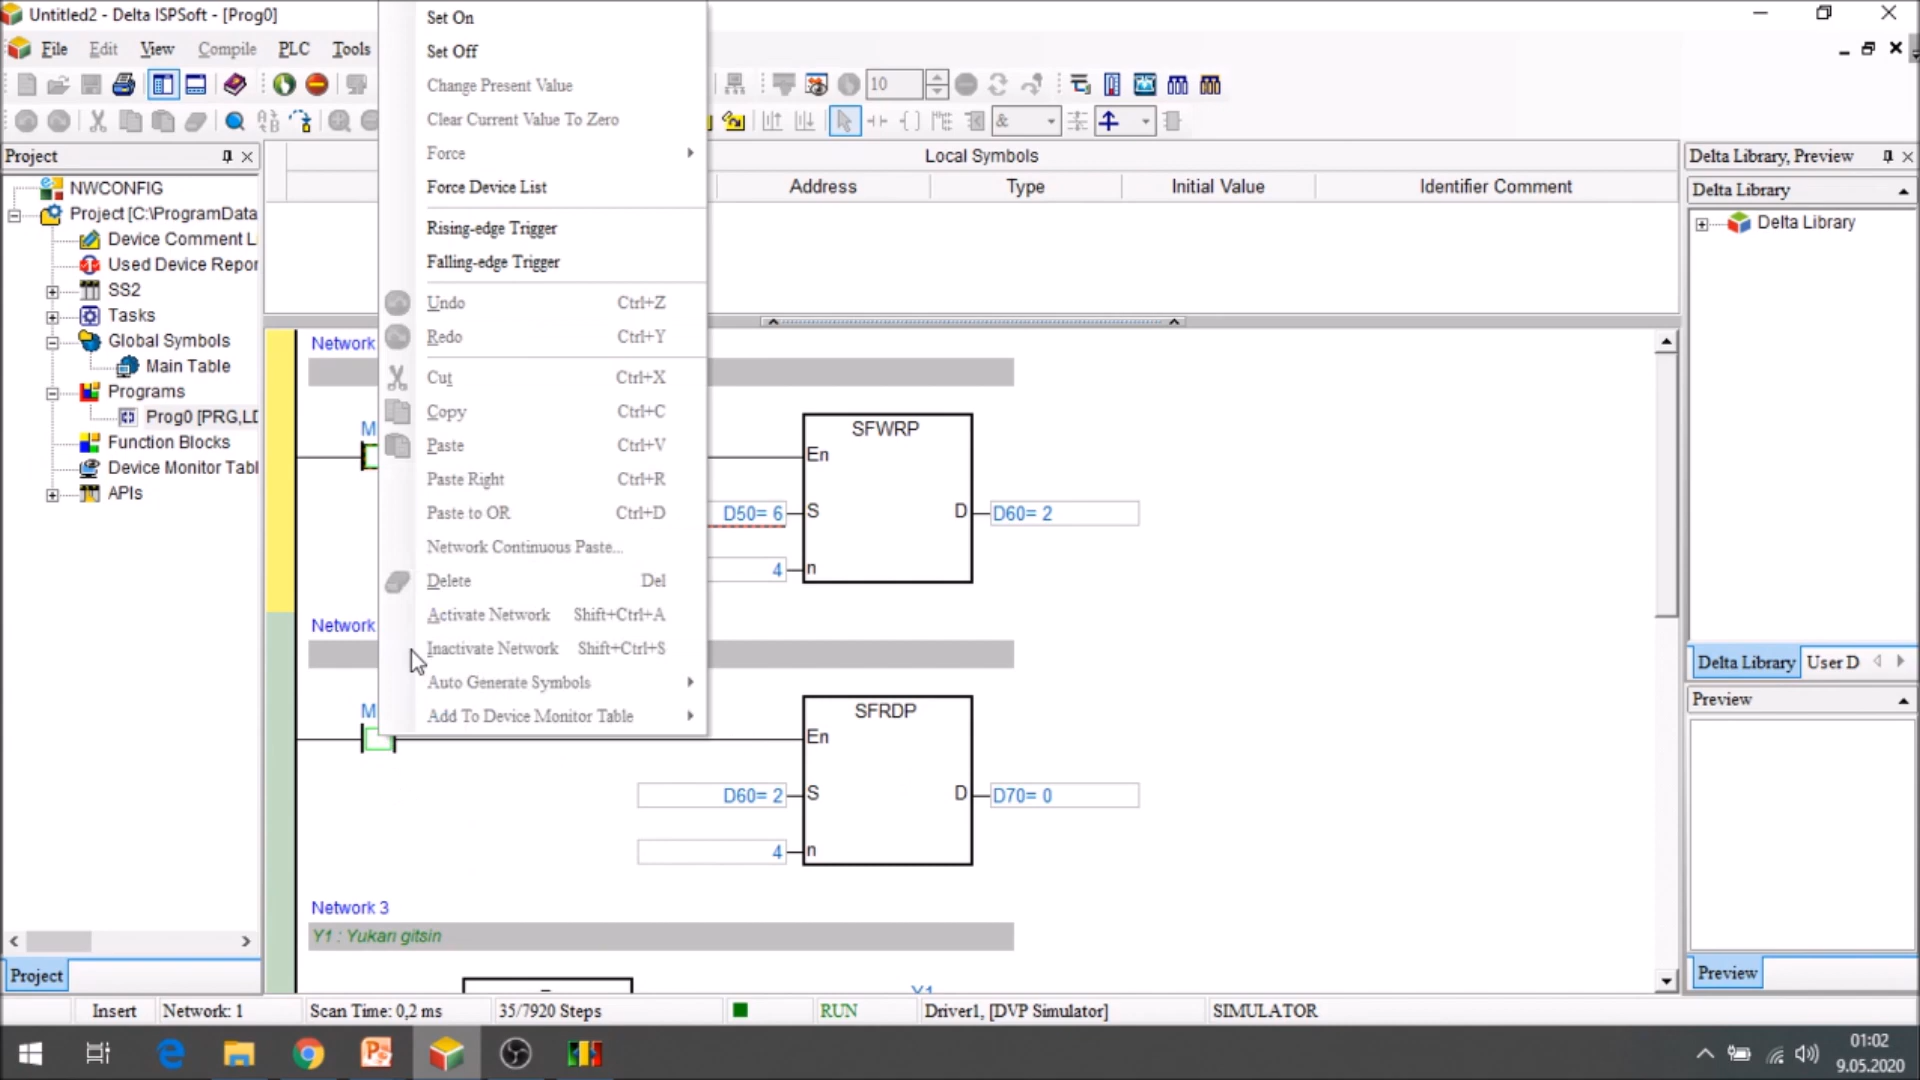 Untitled2 - Delta ISPSoft - [Prog0]
File Edit View Compile PLC Tools
10
&
Project
NWCONFIG
Project [C:\ProgramData
Device Comment L
Used Device Repor
SS2
Tasks
Global Symbols
Main Table
Programs
Prog0 [PRG,LD
Function Blocks
Device Monitor Tabl
APIs
Project
Set On
Set Off
Change Present Value
Clear Current Value To Zero
Force
Force Device List
Rising-edge Trigger
Falling-edge Trigger
Undo Ctrl+Z
Redo Ctrl+Y
Cut Ctrl+X
Copy Ctrl+C
Paste Ctrl+V
Paste Right Ctrl+R
Paste to OR Ctrl+D
Network Continuous Paste...
Delete Del
Activate Network Shift+Ctrl+A
Inactivate Network Shift+Ctrl+S
Auto Generate Symbols
Add To Device Monitor Table
Local Symbols
Address Type Initial Value Identifier Comment
Network
M
SFWRP
En
D50= 6 S D D60= 2
4 n
Network
M
SFRDP
En
D60= 2 S D D70= 0
4 n
Network 3
Y1 : Yukarı gitsin
Y1
Delta Library, Preview
Delta Library
Delta Library
Delta Library User D
Preview
Preview
Insert Network: 1 Scan Time: 0,2 ms 35/7920 Steps RUN Driver1, [DVP Simulator] SIMULATOR
01:02
9.05.2020